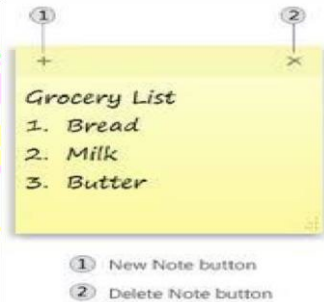 1 2
+ ×
Grocery List
1. Bread
2. Milk
3. Butter
1 New Note button
2 Delete Note button